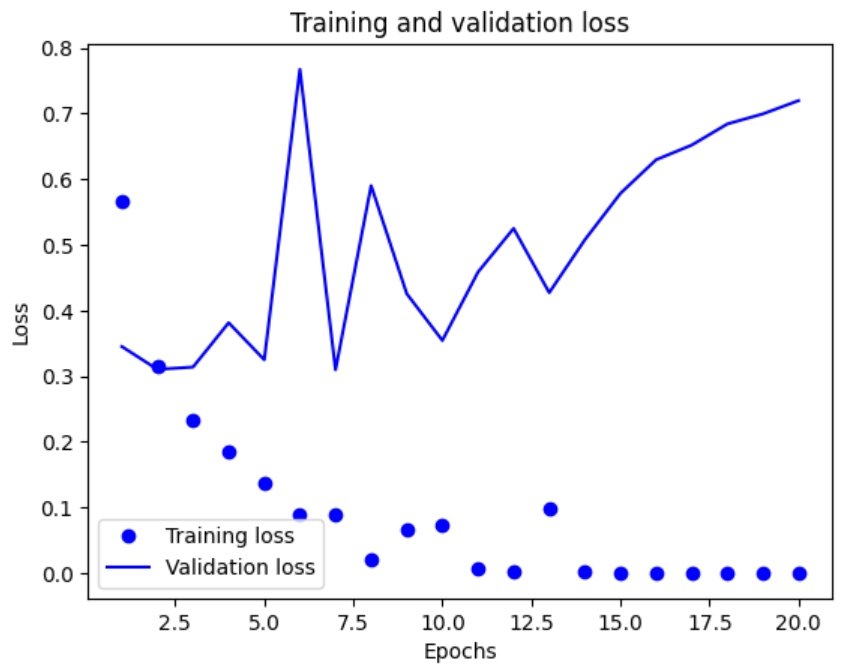 Training and validation loss
0.8
0.7
0.6
0.5
0.4
0.3
0.2
0.1
0.0
Loss
Training loss
Validation loss
2.5 5.0 7.5 10.0 12.5 15.0 17.5 20.0
Epochs